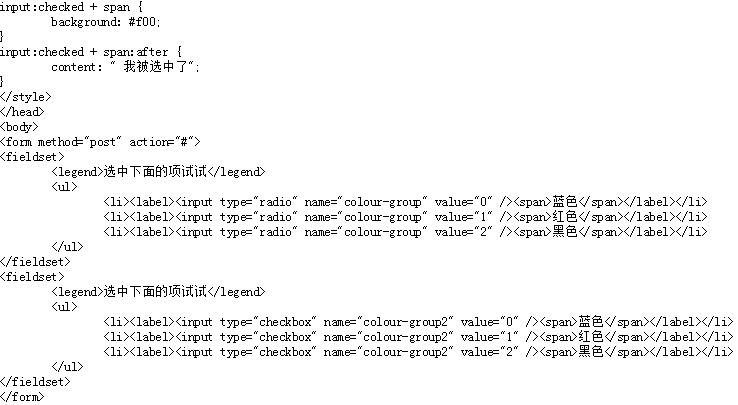 input:checked + span {
	background: #f00;
}
input:checked + span:after {
	content: " 我被选中了";
}
</style>
</head>
<body>
<form method="post" action="#">
<fieldset>
	<legend>选中下面的项试试</legend>
	<ul>
		<li><label><input type="radio" name="colour-group" value="0" /><span>蓝色</span></label></li>
		<li><label><input type="radio" name="colour-group" value="1" /><span>红色</span></label></li>
		<li><label><input type="radio" name="colour-group" value="2" /><span>黑色</span></label></li>
	</ul>
</fieldset>
<fieldset>
	<legend>选中下面的项试试</legend>
	<ul>
		<li><label><input type="checkbox" name="colour-group2" value="0" /><span>蓝色</span></label></li>
		<li><label><input type="checkbox" name="colour-group2" value="1" /><span>红色</span></label></li>
		<li><label><input type="checkbox" name="colour-group2" value="2" /><span>黑色</span></label></li>
	</ul>
</fieldset>
</form>